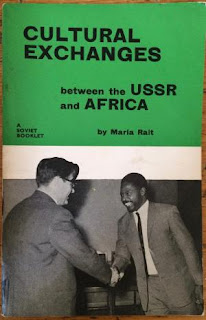 CULTURAL
EXCHANGES
between the USSR
and AFRICA
A
SOVIET
BOOKLET
by Maria Rait